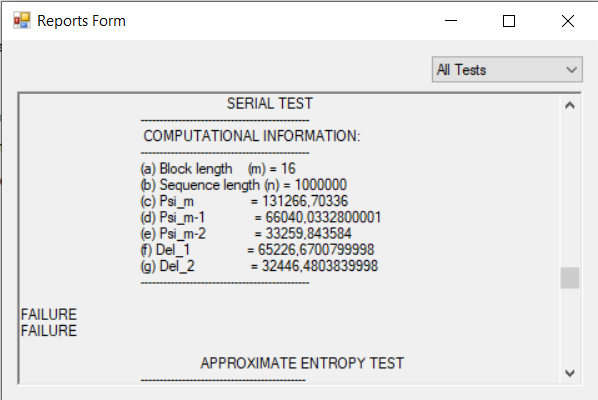 Reports Form
All Tests
SERIAL TEST
---------------------------------------------
COMPUTATIONAL INFORMATION:
---------------------------------------------
(a) Block length (m) = 16
(b) Sequence length (n) = 1000000
(c) Psi_m = 131266,70336
(d) Psi_m-1 = 66040,0332800001
(e) Psi_m-2 = 33259,843584
(f) Del_1 = 65226,6700799998
(g) Del_2 = 32446,4803839998
---------------------------------------------
FAILURE
FAILURE
APPROXIMATE ENTROPY TEST
--------------------------------------------